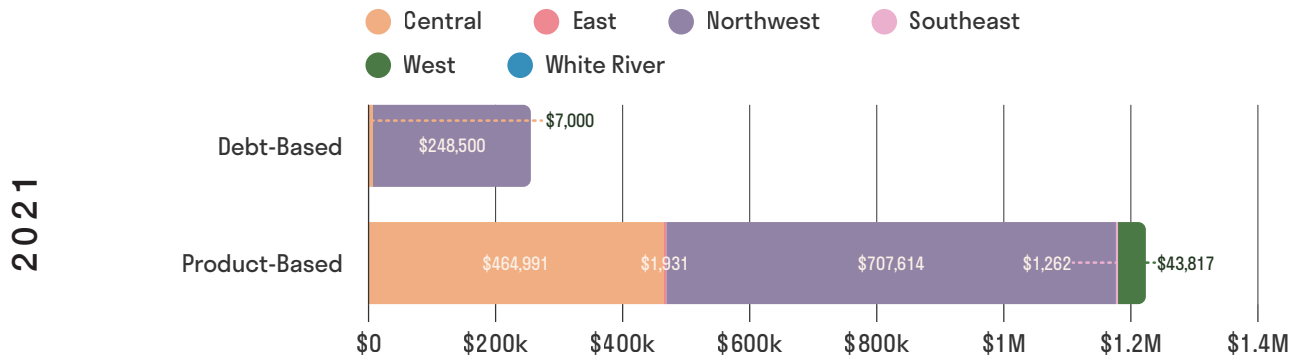 Central East Northwest Southeast
West White River
2021
Debt-Based
$7,000
$248,500
Product-Based
$464,991 $1,931 $707,614 $1,262 $43,817
$0 $200k $400k $600k $800k $1M $1.2M $1.4M